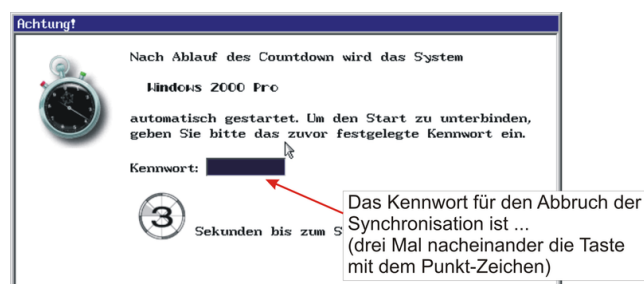 Achtung!
Nach Ablauf des Countdown wird das System
Windows 2000 Pro
automatisch gestartet. Um den Start zu unterbinden,
geben Sie bitte das zuvor festgelegte Kennwort ein.
Kennwort:
3
Sekunden bis zum S
Das Kennwort für den Abbruch der
Synchronisation ist ...
(drei Mal nacheinander die Taste
mit dem Punkt-Zeichen)